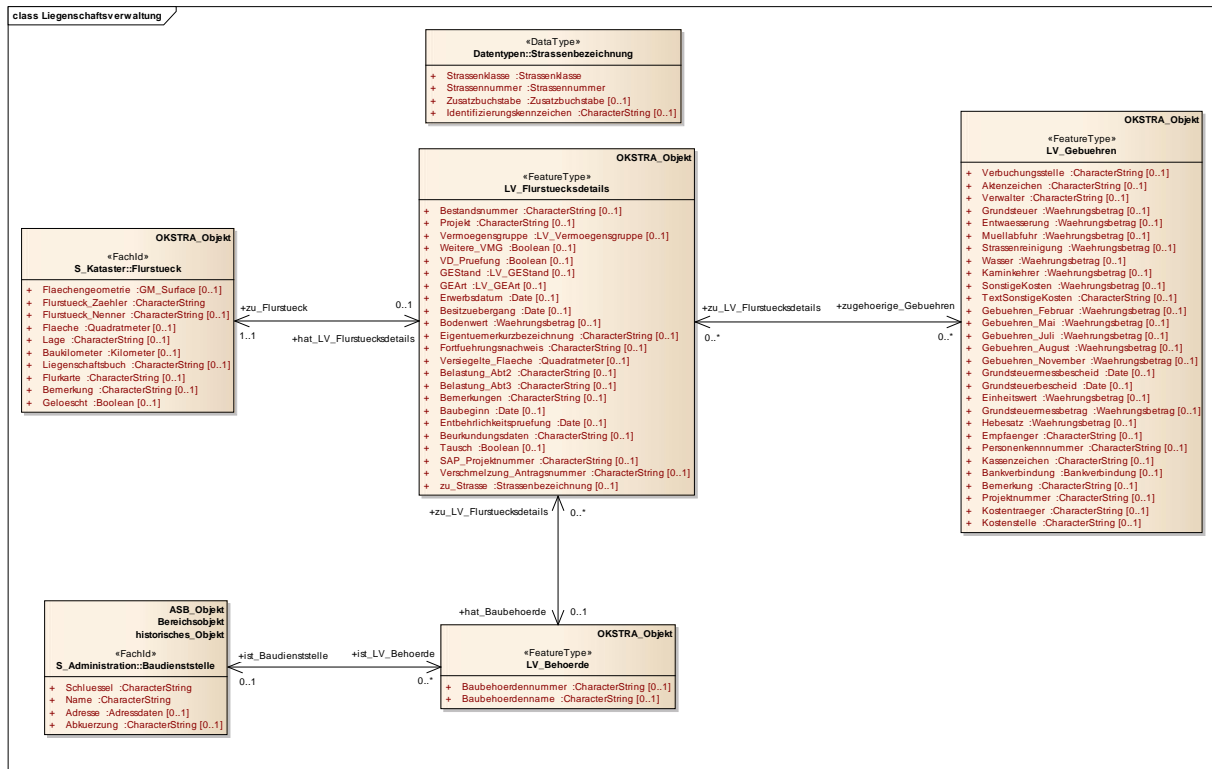 class Liegenschaftsverwaltung
«DataType»
Datentypen::Strassenbezeichnung
+ Strassenklasse :Strassenklasse
+ Strassennummer :Strassennummer
+ Zusatzbuchstabe :Zusatzbuchstabe [0..1]
+ Identifizierungskennzeichen :CharacterString [0..1]
OKSTRA_Objekt
«FeatureType»
LV_Gebuehren
+ Verbuchungsstelle :CharacterString [0..1]
+ Aktenzeichen :CharacterString [0..1]
+ Verwalter :CharacterString [0..1]
+ Grundsteuer :Waehrungsbetrag [0..1]
+ Entwaesserung :Waehrungsbetrag [0..1]
+ Muellabfuhr :Waehrungsbetrag [0..1]
+ Strassenreinigung :Waehrungsbetrag [0..1]
+ Wasser :Waehrungsbetrag [0..1]
+ Kaminkehrer :Waehrungsbetrag [0..1]
+ SonstigeKosten :Waehrungsbetrag [0..1]
+ TextSonstigeKosten :CharacterString [0..1]
+ Gebuehren_Februar :Waehrungsbetrag [0..1]
+ Gebuehren_Mai :Waehrungsbetrag [0..1]
+ Gebuehren_Juli :Waehrungsbetrag [0..1]
+ Gebuehren_August :Waehrungsbetrag [0..1]
+ Gebuehren_November :Waehrungsbetrag [0..1]
+ Grundsteuermessbescheid :Date [0..1]
+ Grundsteuerbescheid :Date [0..1]
+ Einheitswert :Waehrungsbetrag [0..1]
+ Grundsteuermessbetrag :Waehrungsbetrag [0..1]
+ Hebesatz :Waehrungsbetrag [0..1]
+ Empfaenger :CharacterString [0..1]
+ Personenkennnummer :CharacterString [0..1]
+ Kassenzeichen :CharacterString [0..1]
+ Bankverbindung :Bankverbindung [0..1]
+ Bemerkung :CharacterString [0..1]
+ Projektnummer :CharacterString [0..1]
+ Kostentraeger :CharacterString [0..1]
+ Kostenstelle :CharacterString [0..1]
OKSTRA_Objekt
«FeatureType»
LV_Flurstuecksdetails
+ Bestandsnummer :CharacterString [0..1]
+ Projekt :CharacterString [0..1]
+ Vermoegensgruppe :LV_Vermoegensgruppe [0..1]
+ Weitere_VMG :Boolean [0..1]
+ VD_Pruefung :Boolean [0..1]
+ GEStand :LV_GEStand [0..1]
+ GEArt :LV_GEArt [0..1]
+ Erwerbsdatum :Date [0..1]
+ Besitzuebergang :Date [0..1]
+ Bodenwert :Waehrungsbetrag [0..1]
+ Eigentuemerkurzbezeichnung :CharacterString [0..1]
+ Fortfuehrungsnachweis :CharacterString [0..1]
+ Versiegelte_Flaeche :Quadratmeter [0..1]
+ Belastung_Abt2 :CharacterString [0..1]
+ Belastung_Abt3 :CharacterString [0..1]
+ Bemerkungen :CharacterString [0..1]
+ Baubeginn :Date [0..1]
+ Entbehrlichkeitspruefung :Date [0..1]
+ Beurkundungsdaten :CharacterString [0..1]
+ Tausch :Boolean [0..1]
+ SAP_Projektnummer :CharacterString [0..1]
+ Verschmelzung_Antragsnummer :CharacterString [0..1]
+ zu_Strasse :Strassenbezeichnung [0..1]
OKSTRA_Objekt
«FachId»
S_Kataster::Flurstueck
+ Flaechengeometrie :GM_Surface [0..1]
+ Flurstueck_Zaehler :CharacterString
+ Flurstueck_Nenner :CharacterString [0..1]
+ Flaeche :Quadratmeter [0..1]
+ Lage :CharacterString [0..1]
+ Baukilometer :Kilometer [0..1]
+ Liegenschaftsbuch :CharacterString [0..1]
+ Flurkarte :CharacterString [0..1]
+ Bemerkung :CharacterString [0..1]
+ Geloescht :Boolean [0..1]
+zu_Flurstueck
0..1
1..1
+hat_LV_Flurstuecksdetails
+zu_LV_Flurstuecksdetails
+zugehoerige_Gebuehren
0..*
0..*
+zu_LV_Flurstuecksdetails
0..*
+hat_Baubehoerde
0..1
ASB_Objekt
Bereichsobjekt
historisches_Objekt
«FachId»
S_Administration::Baudienststelle
+ Schluessel :CharacterString
+ Name :CharacterString
+ Adresse :Adressdaten [0..1]
+ Abkuerzung :CharacterString [0..1]
+ist_Baudienststelle
+ist_LV_Behoerde
0..1
0..*
OKSTRA_Objekt
«FeatureType»
LV_Behoerde
+ Baubehoerdennummer :CharacterString [0..1]
+ Baubehoerdenname :CharacterString [0..1]